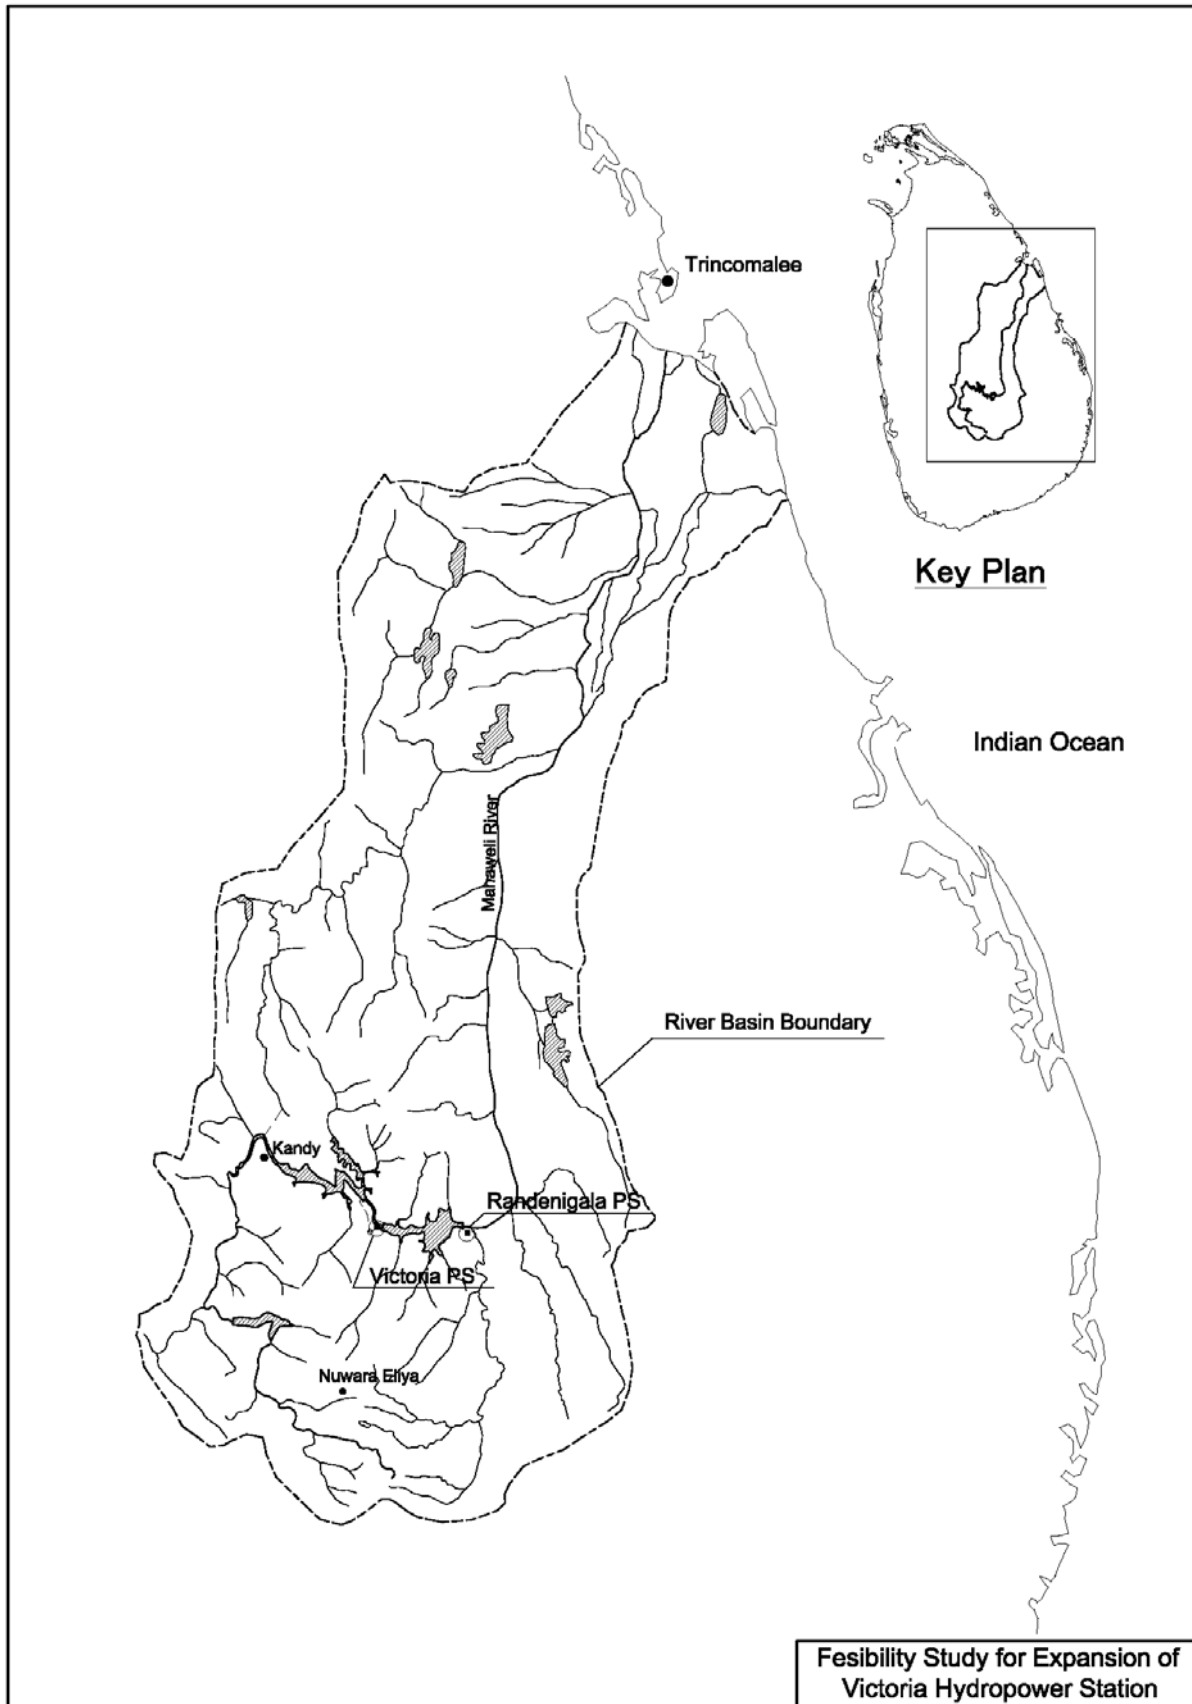 Trincomalee
Key Plan
Indian Ocean
Mahaweli River
River Basin Boundary
Kandy
Randenigala PS
Victoria PS
Nuwara Eliya
Fesibility Study for Expansion of
Victoria Hydropower Station